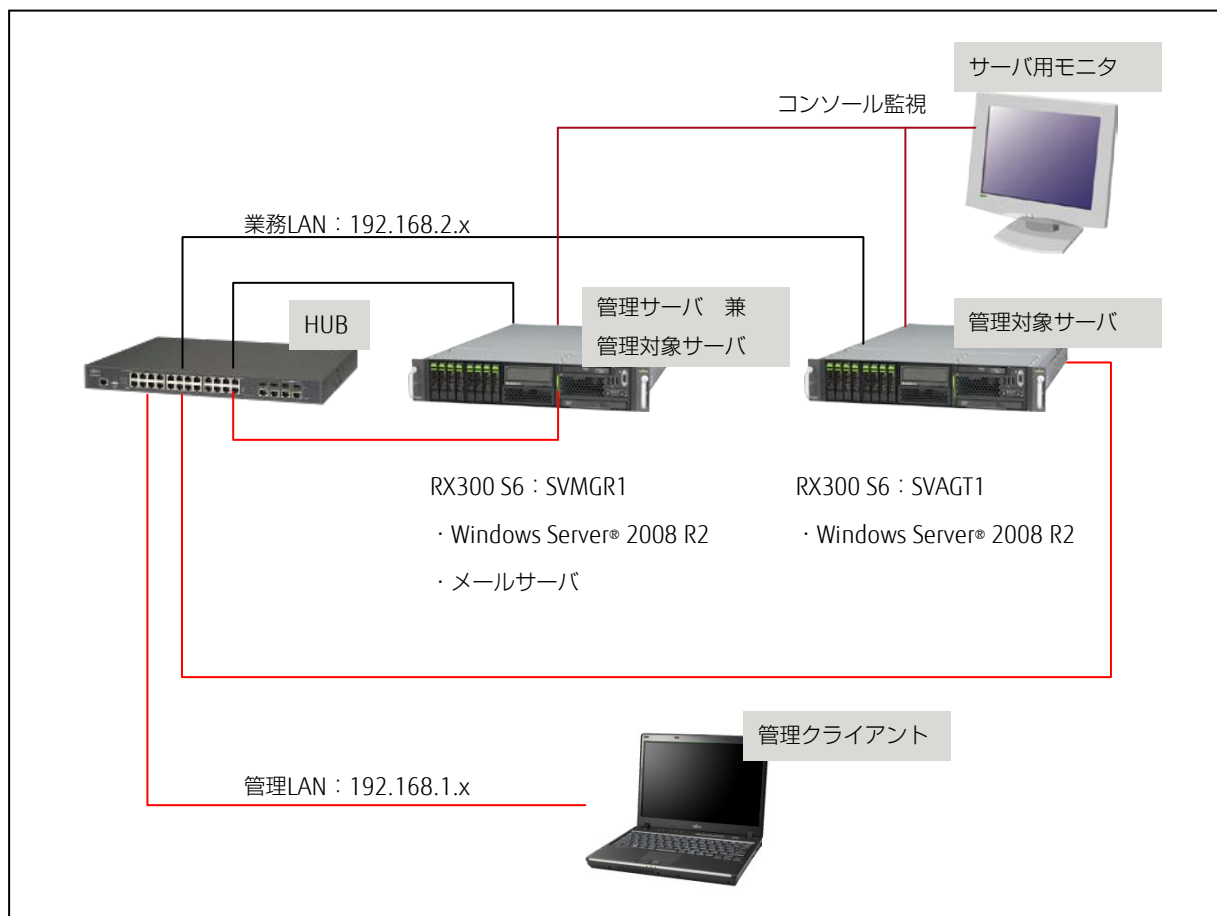 サーバ用モニタ
コンソール監視
業務LAN：192.168.2.x
HUB
管理サーバ　兼
管理対象サーバ
管理対象サーバ
RX300 S6：SVMGR1
・Windows Server® 2008 R2
・メールサーバ
RX300 S6：SVAGT1
・Windows Server® 2008 R2
管理クライアント
管理LAN：192.168.1.x